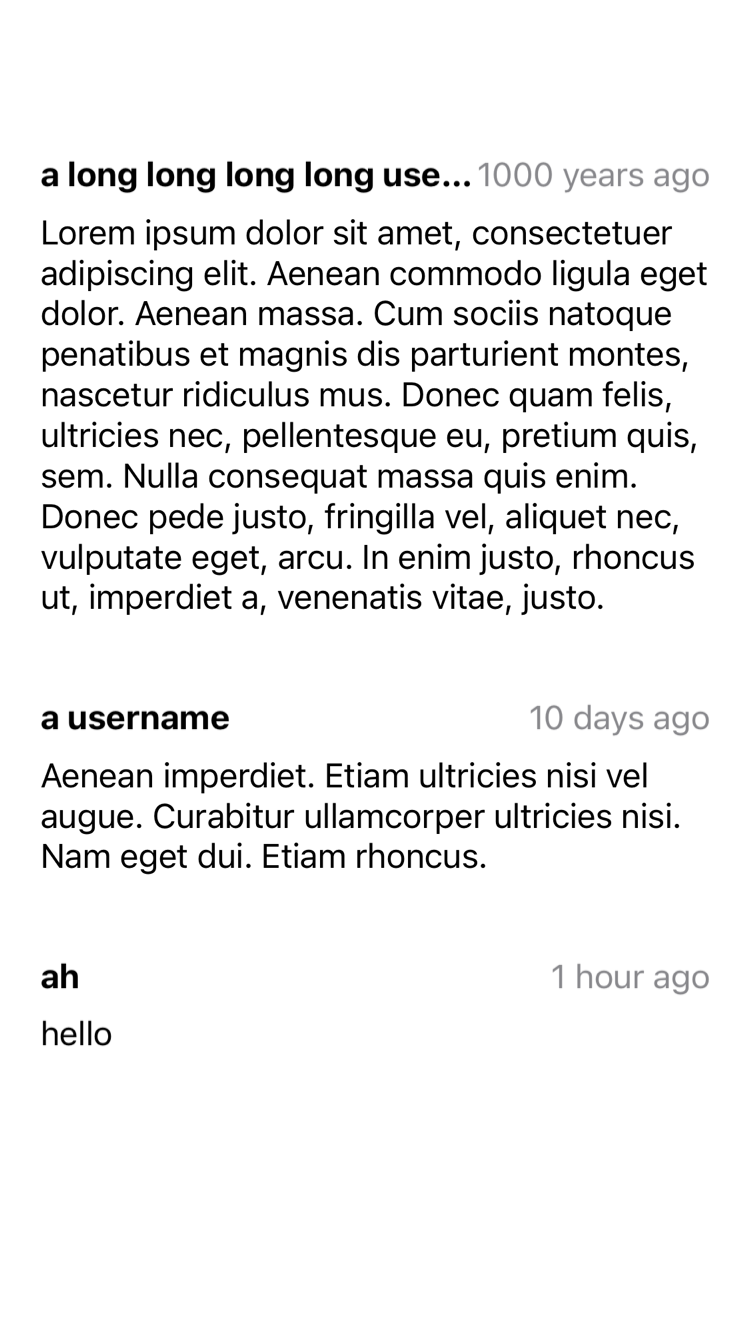 a long long long long use... 1000 years ago
Lorem ipsum dolor sit amet, consectetuer
adipiscing elit. Aenean commodo ligula eget
dolor. Aenean massa. Cum sociis natoque
penatibus et magnis dis parturient montes,
nascetur ridiculus mus. Donec quam felis,
ultricies nec, pellentesque eu, pretium quis,
sem. Nulla consequat massa quis enim.
Donec pede justo, fringilla vel, aliquet nec,
vulputate eget, arcu. In enim justo, rhoncus
ut, imperdiet a, venenatis vitae, justo.
a username 10 days ago
Aenean imperdiet. Etiam ultricies nisi vel
augue. Curabitur ullamcorper ultricies nisi.
Nam eget dui. Etiam rhoncus.
ah 1 hour ago
hello